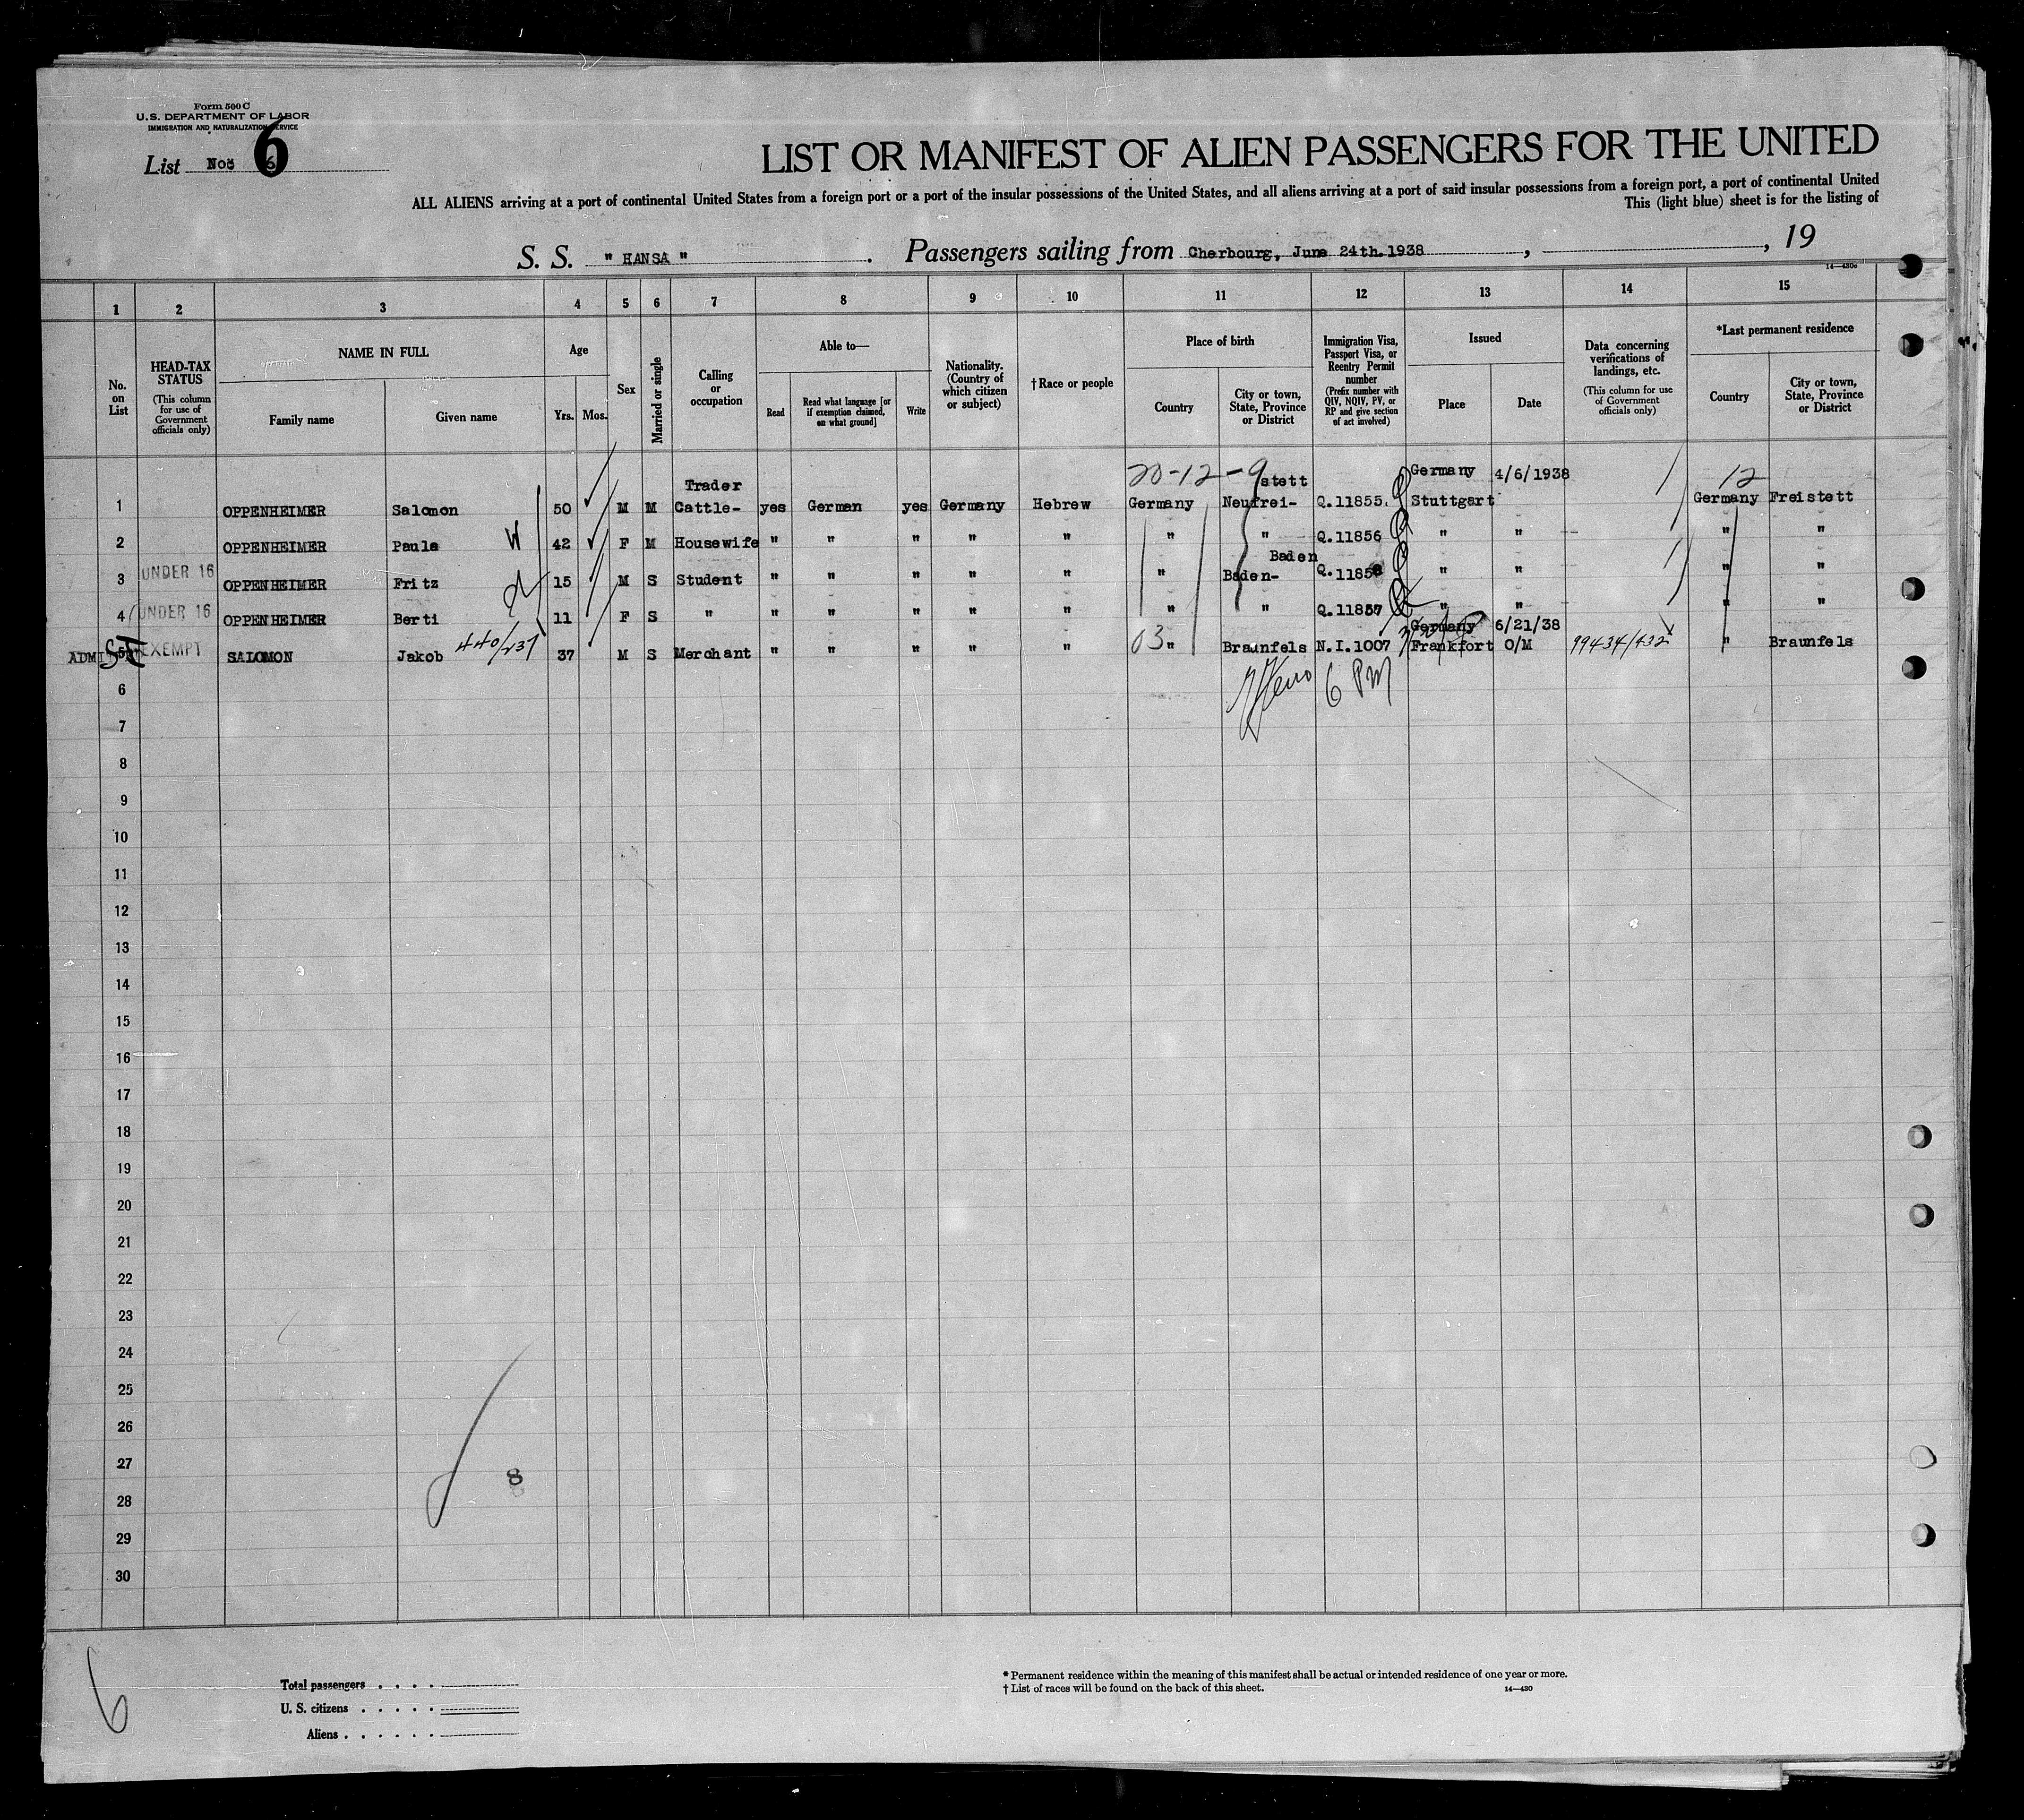 Form 500 C
U.S. DEPARTMENT OF LABOR
IMMIGRATION AND NATURALIZATION SERVICE
List No. 6
6
LIST OR MANIFEST OF ALIEN PASSENGERS FOR THE UNITED
ALL ALIENS arriving at a port of continental United States from a foreign port or a port of the insular possessions of the United States, and all aliens arriving at a port of said insular possessions from a foreign port, a port of continental United
This (light blue) sheet is for the listing of
S. S. " HANSA ". Passengers sailing from Cherbourg, June 24th.1938, , 19
14—430c
1 2 3 4 5 6 7 8 9 10 11 12 13 14 15
No. on List
HEAD-TAX STATUS (This column for use of Government officials only)
NAME IN FULL
Family name Given name
Age
Yrs. Mos.
Sex
Married or single
Calling or occupation
Able to—
Read
Read what language [or if exemption claimed, on what ground]
Write
Nationality. (Country of which citizen or subject)
†Race or people
Place of birth
Country
City or town, State, Province or District
Immigration Visa, Passport Visa, or Reentry Permit number (Prefix number with QIV, NQIV, PV, or RP and give section of act involved)
Issued
Place Date
Data concerning verifications of landings, etc. (This column for use of Government officials only)
*Last permanent residence
Country
City or town, State, Province or District
20-12-9 stett Germany 4/6/1938 12
Trader
1 OPPENHEIMER Salomon 50 M M Cattle- yes German yes Germany Hebrew Germany Neufrei- Q.11855. Stuttgart Germany Freistett
2 OPPENHEIMER Paula 42 F M Housewife " " " " " " " Q.11856 " " " "
Baden
3 UNDER 16 OPPENHEIMER Fritz 15 M S Student " " " " " " Baden- " " " "
4 UNDER 16 OPPENHEIMER Berti 11 F S " " " " " " " " Q.11857 " " " "
Germany 6/21/38
5 EXEMPT SALOMON Jakob 440/237 37 M S Merchant " " " " " 03 " Braunfels N.I.1007 Frankfort O/M 99434/432 " Braunfels
6 6 PM
7
8
9
10
11
12
13
14
15
16
17
18
19
20
21
22
23
24
25
26
27
8
28
29
30
6
Total passengers . . . .
U. S. citizens . . . . .
Aliens . . . . . .
* Permanent residence within the meaning of this manifest shall be actual or intended residence of one year or more.
† List of races will be found on the back of this sheet.
14—430